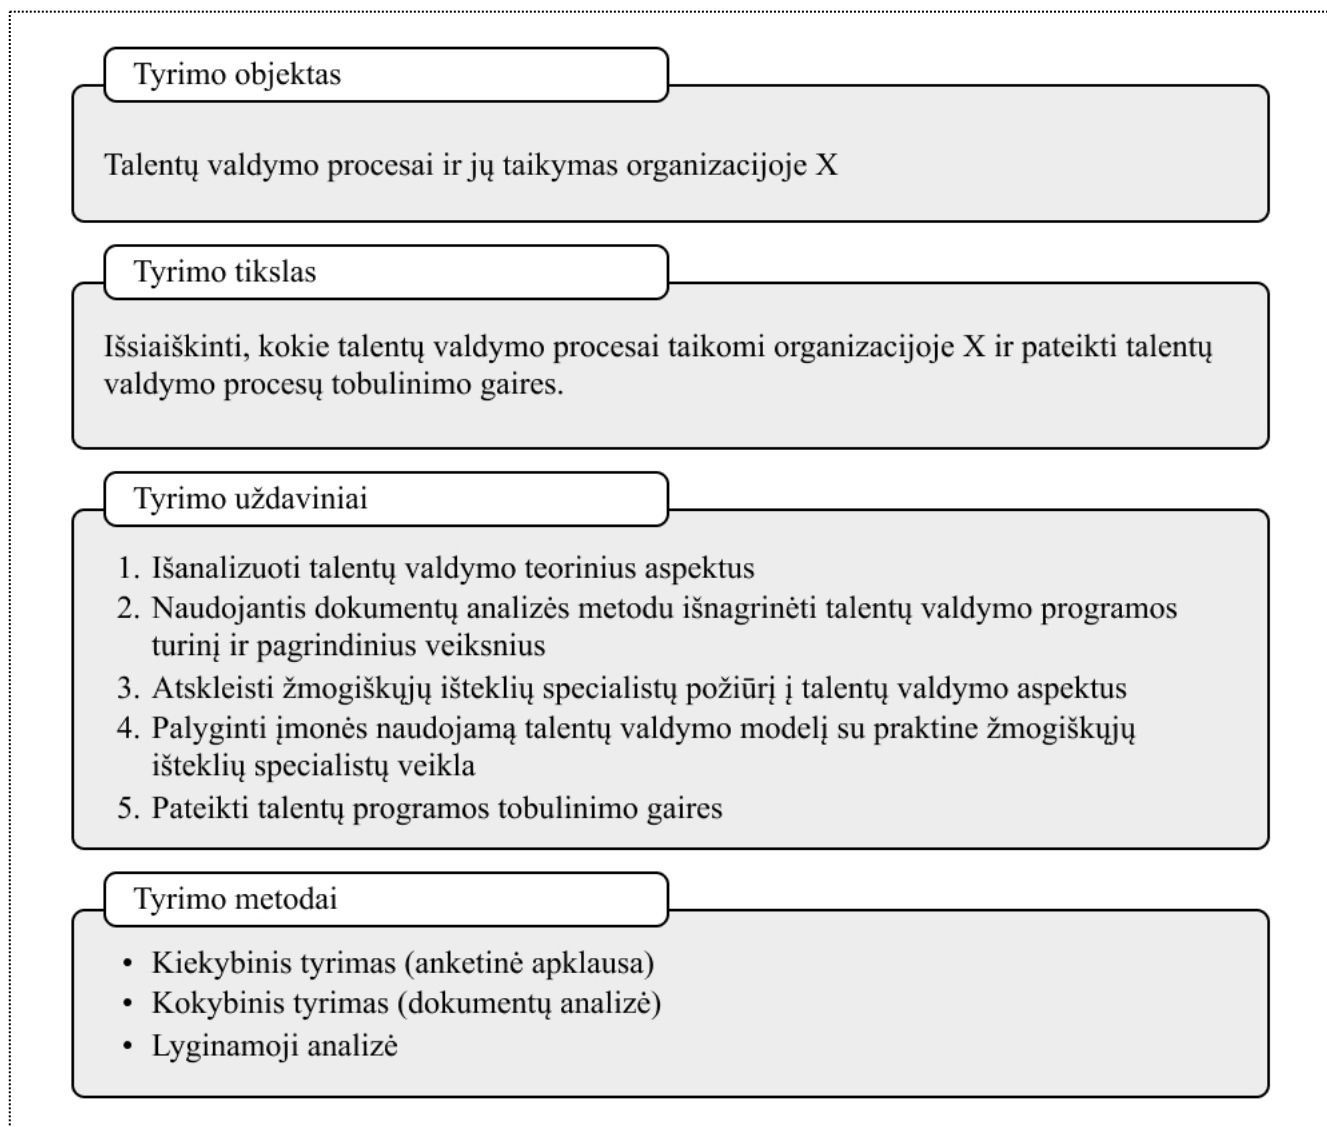 Tyrimo objektas
Talentų valdymo procesai ir jų taikymas organizacijoje X
Tyrimo tikslas
Išsiaiškinti, kokie talentų valdymo procesai taikomi organizacijoje X ir pateikti talentų
valdymo procesų tobulinimo gaires.
Tyrimo uždaviniai
1. Išanalizuoti talentų valdymo teorinius aspektus
2. Naudojantis dokumentų analizės metodu išnagrinėti talentų valdymo programos
turinį ir pagrindinius veiksnius
3. Atskleisti žmogiškųjų išteklių specialistų požiūrį į talentų valdymo aspektus
4. Palyginti įmonės naudojamą talentų valdymo modelį su praktine žmogiškųjų
išteklių specialistų veikla
5. Pateikti talentų programos tobulinimo gaires
Tyrimo metodai
• Kiekybinis tyrimas (anketinė apklausa)
• Kokybinis tyrimas (dokumentų analizė)
• Lyginamoji analizė